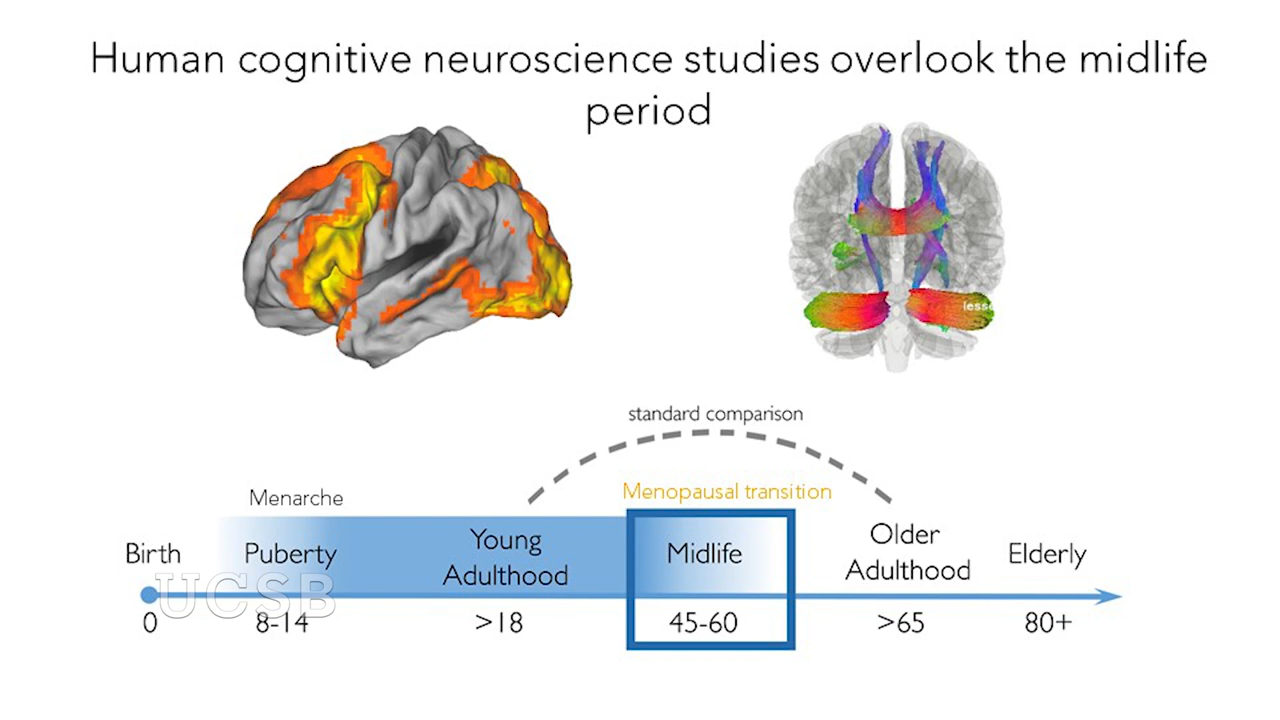 Human cognitive neuroscience studies overlook the midlife
period
standard comparison
Menarche
Menopausal transition
Birth
Puberty
Young
Adulthood
Midlife
Older
Adulthood
Elderly
UCSB
0
8-14
>18
45-60
>65
80+